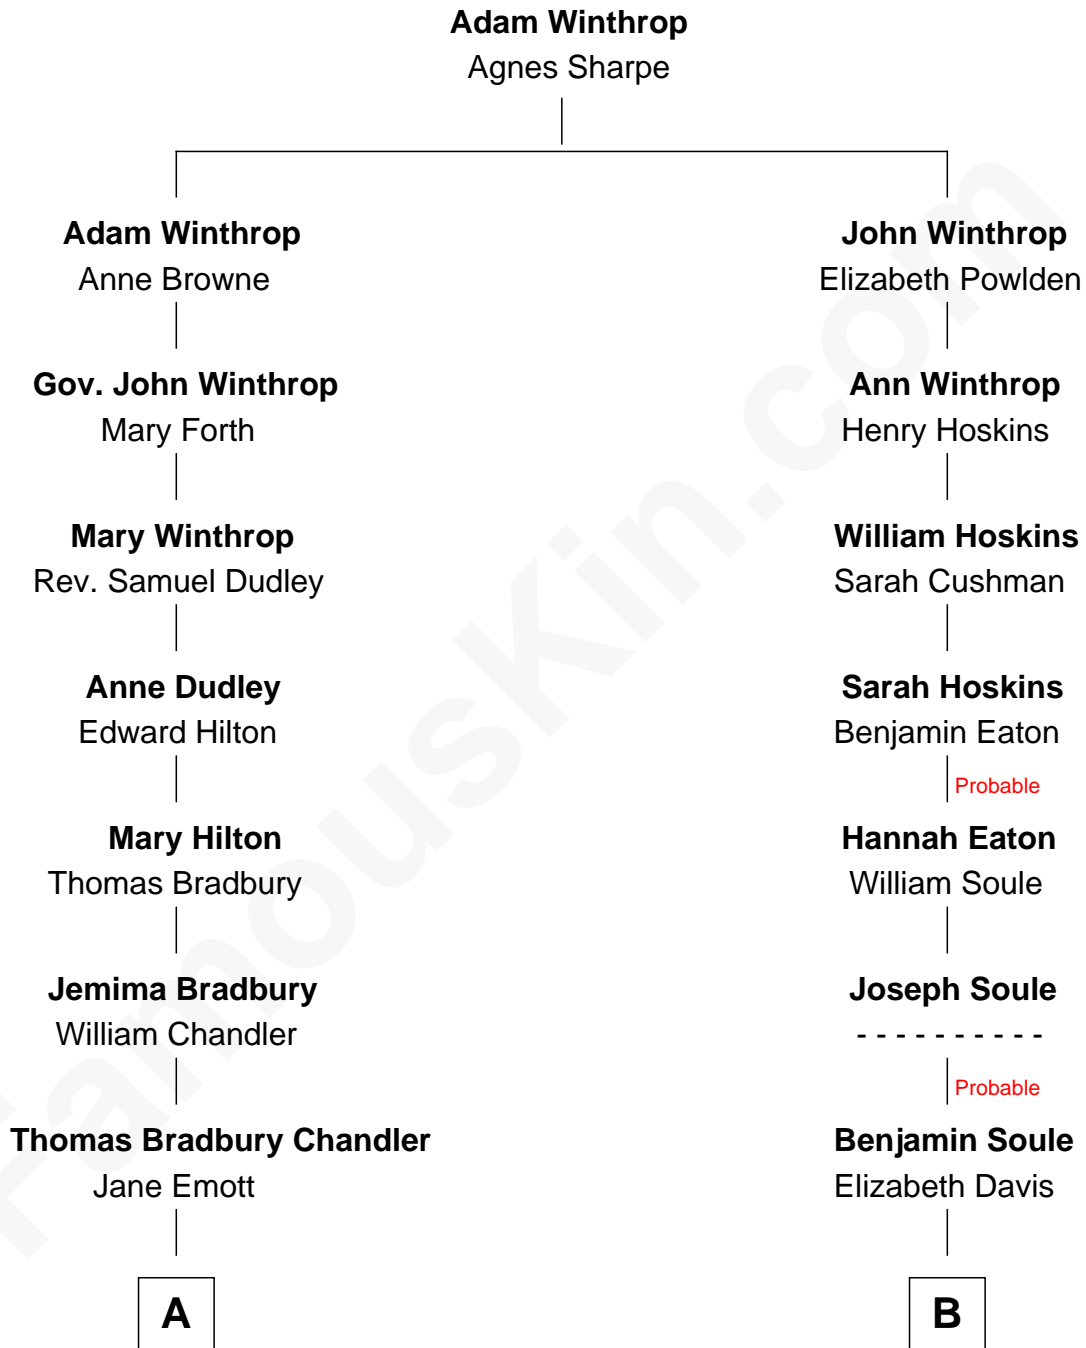 Adam Winthrop
Agnes Sharpe
Adam Winthrop
Anne Browne
John Winthrop
Elizabeth Powlden
Gov. John Winthrop
Mary Forth
Ann Winthrop
Henry Hoskins
Mary Winthrop
Rev. Samuel Dudley
William Hoskins
Sarah Cushman
Anne Dudley
Edward Hilton
Sarah Hoskins
Benjamin Eaton
Probable
Mary Hilton
Thomas Bradbury
Hannah Eaton
William Soule
Jemima Bradbury
William Chandler
Joseph Soule
- - - - - - - - - -
Probable
Thomas Bradbury Chandler
Jane Emott
Benjamin Soule
Elizabeth Davis
A
B
FamousKin.com